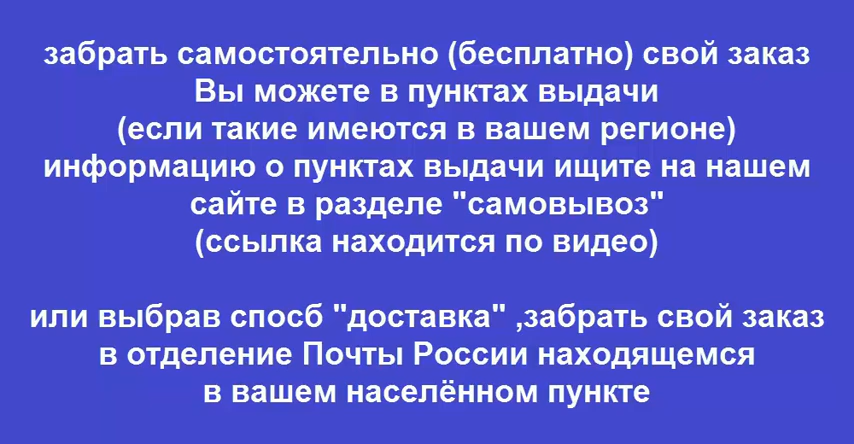 забрать самостоятельно (бесплатно) свой заказ
Вы можете в пунктах выдачи
(если такие имеются в вашем регионе)
информацию о пунктах выдачи ищите на нашем
сайте в разделе "самовывоз"
(ссылка находится по видео)
или выбрав спосб "доставка" ,забрать свой заказ
в отделение Почты России находящемся
в вашем населённом пункте